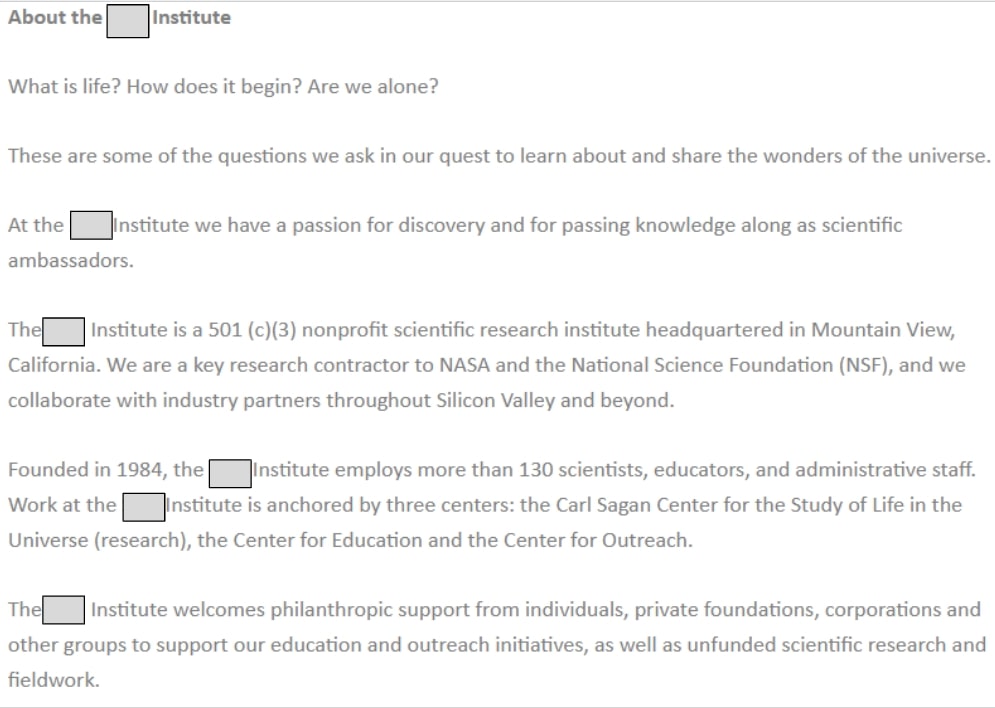 About the Institute
What is life? How does it begin? Are we alone?
These are some of the questions we ask in our quest to learn about and share the wonders of the universe.
At the Institute we have a passion for discovery and for passing knowledge along as scientific
ambassadors.
The Institute is a 501 (c)(3) nonprofit scientific research institute headquartered in Mountain View,
California. We are a key research contractor to NASA and the National Science Foundation (NSF), and we
collaborate with industry partners throughout Silicon Valley and beyond.
Founded in 1984, the Institute employs more than 130 scientists, educators, and administrative staff.
Work at the Institute is anchored by three centers: the Carl Sagan Center for the Study of Life in the
Universe (research), the Center for Education and the Center for Outreach.
The Institute welcomes philanthropic support from individuals, private foundations, corporations and
other groups to support our education and outreach initiatives, as well as unfunded scientific research and
fieldwork.